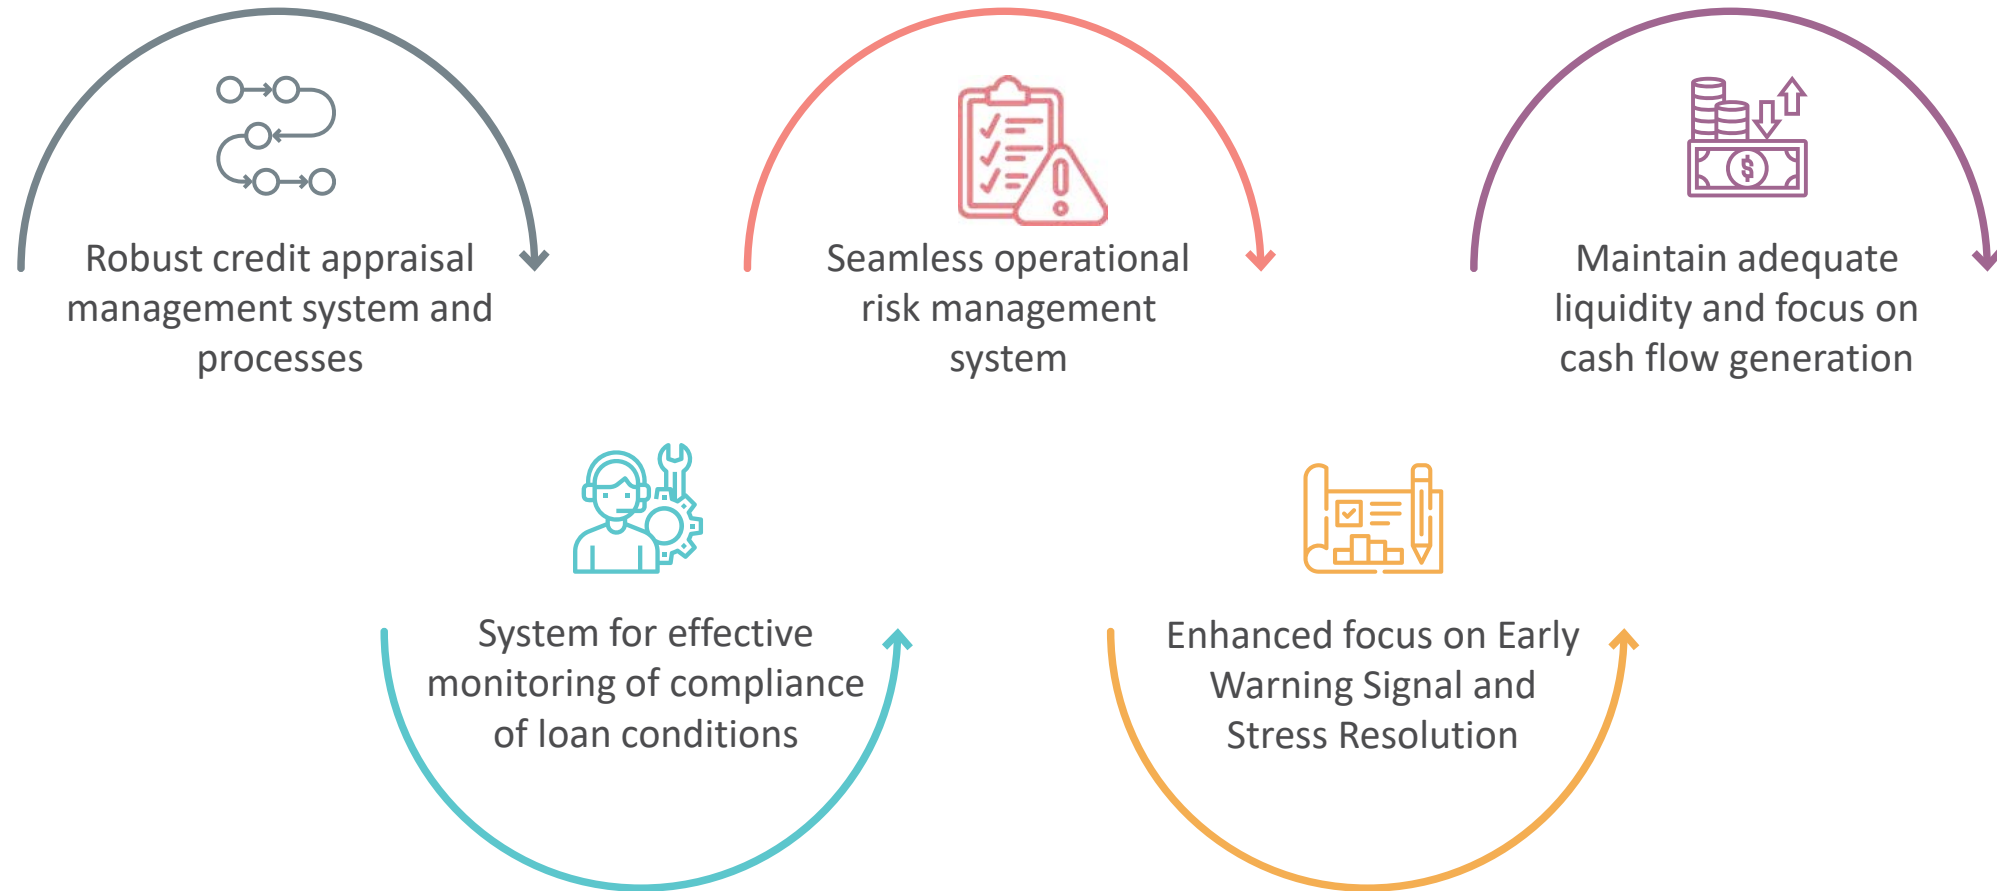 Robust credit appraisal
management system and
processes
Seamless operational
risk management
system
Maintain adequate
liquidity and focus on
cash flow generation
System for effective
monitoring of compliance
of loan conditions
Enhanced focus on Early
Warning Signal and
Stress Resolution
$